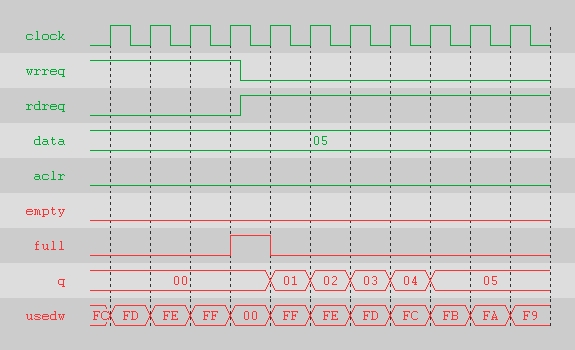 clock
wrreq
rdreq
data 05
aclr
empty
full
q 00 01 02 03 04 05
usedw FC FD FE FF 00 FF FE FD FC FB FA F9